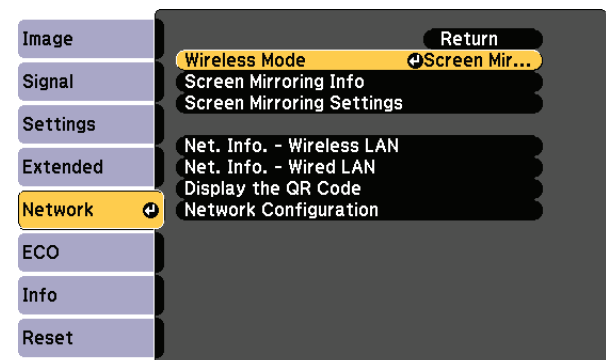 Image
Signal
Settings
Extended
Network
ECO
Info
Reset
Return
Wireless Mode Screen Mir...
Screen Mirroring Info
Screen Mirroring Settings
Net. Info. - Wireless LAN
Net. Info. - Wired LAN
Display the QR Code
Network Configuration